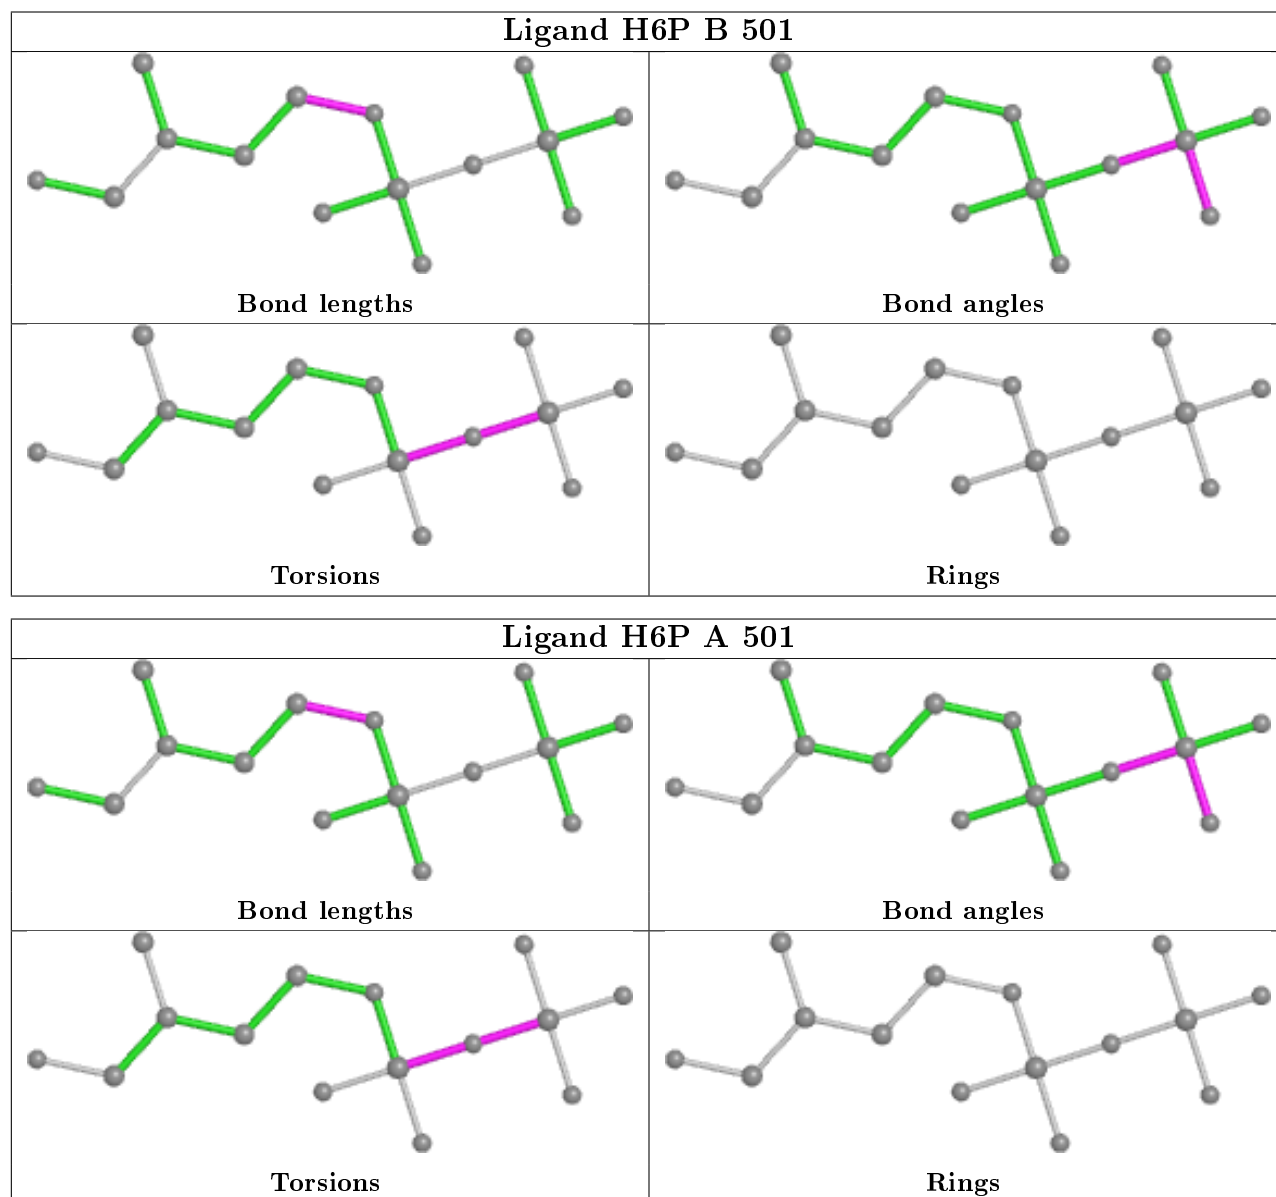 Ligand H6P B 501
Bond lengths
Bond angles
Torsions
Rings
Ligand H6P A 501
Bond lengths
Bond angles
Torsions
Rings